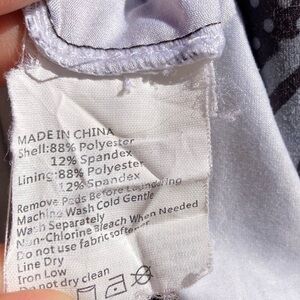 MADE IN CHINA
Shell:88% Polyester
12% Spandex
Lining:88% Polyester
12% Spandex
Remove Pads Before Laundering
Machine Wash Cold Gentle
Wash Separately
Non-Chlorine Bleach When Needed
Do not use fabric softener
Line Dry
Iron Low
Do not dry clean